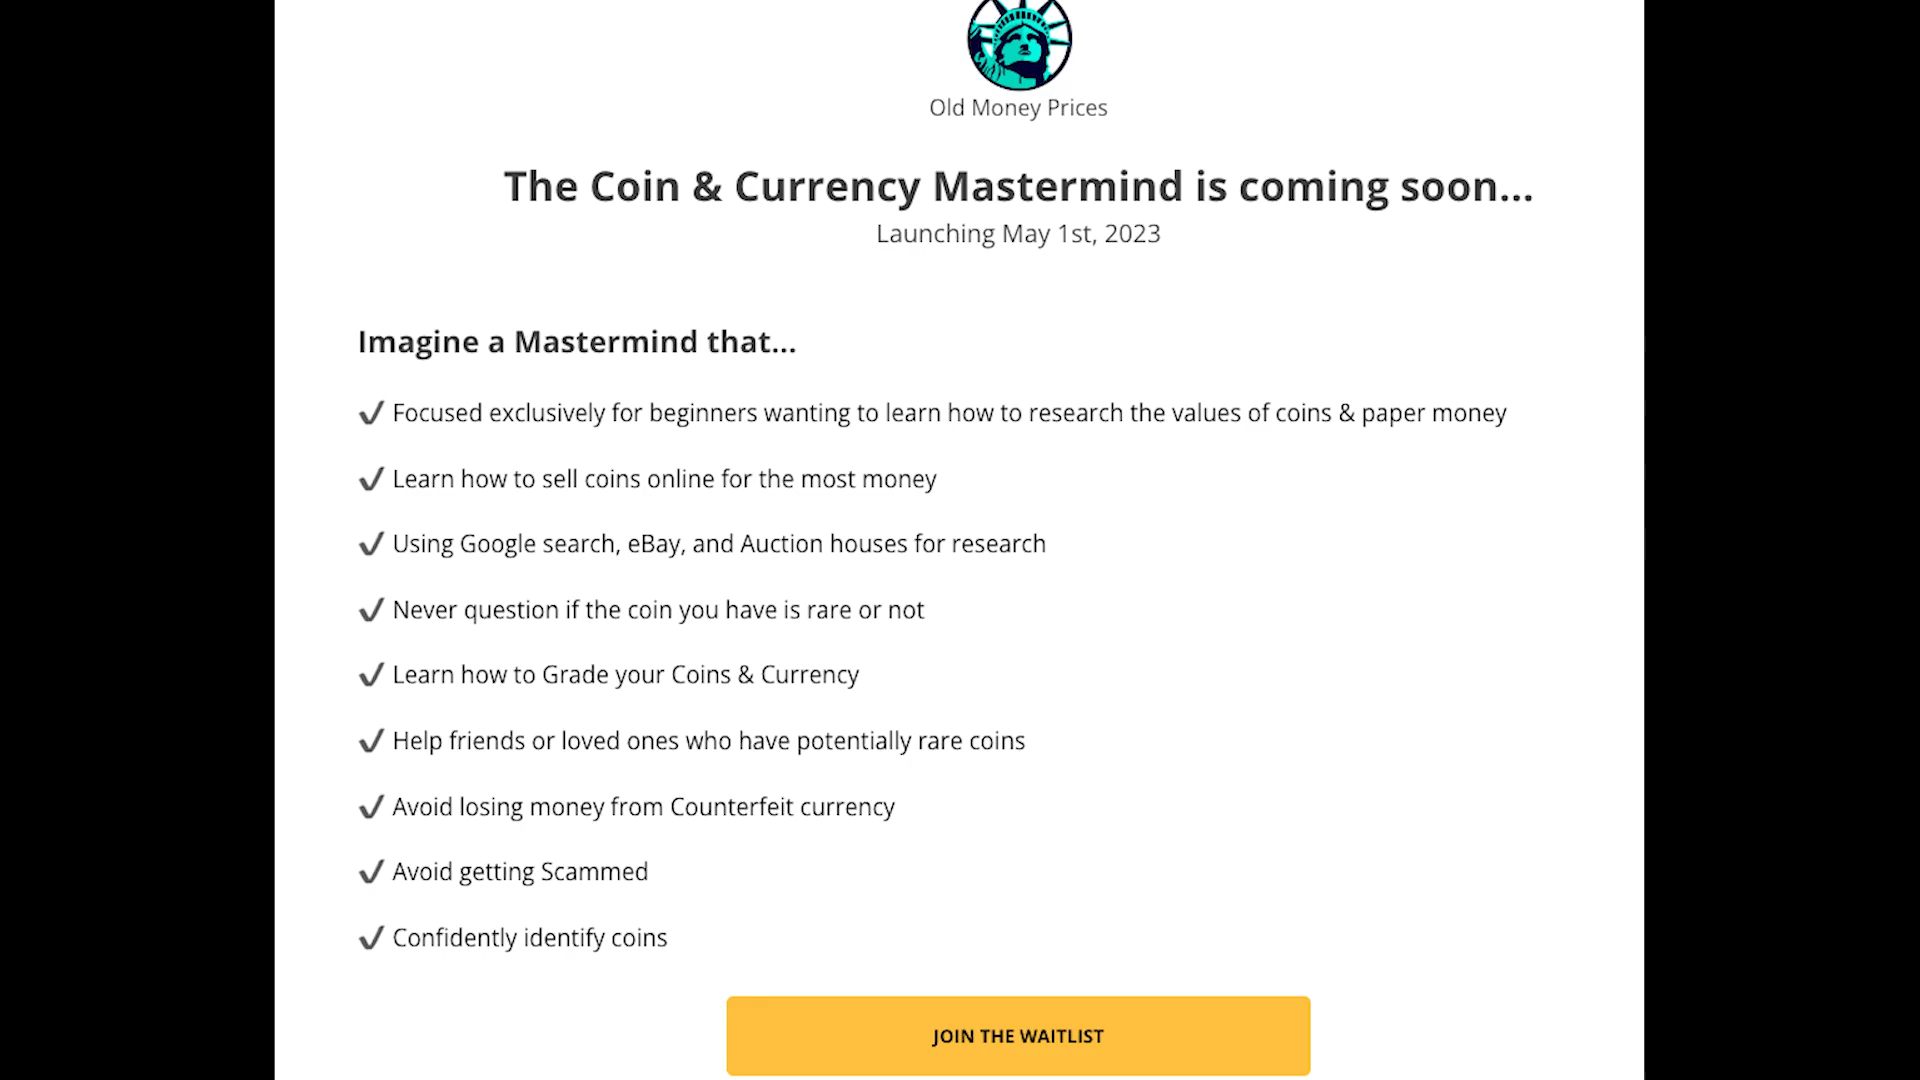 Old Money Prices
The Coin & Currency Mastermind is coming soon...
Launching May 1st, 2023
Imagine a Mastermind that...
✔ Focused exclusively for beginners wanting to learn how to research the values of coins & paper money
✔ Learn how to sell coins online for the most money
✔ Using Google search, eBay, and Auction houses for research
✔ Never question if the coin you have is rare or not
✔ Learn how to Grade your Coins & Currency
✔ Help friends or loved ones who have potentially rare coins
✔ Avoid losing money from Counterfeit currency
✔ Avoid getting Scammed
✔ Confidently identify coins
JOIN THE WAITLIST